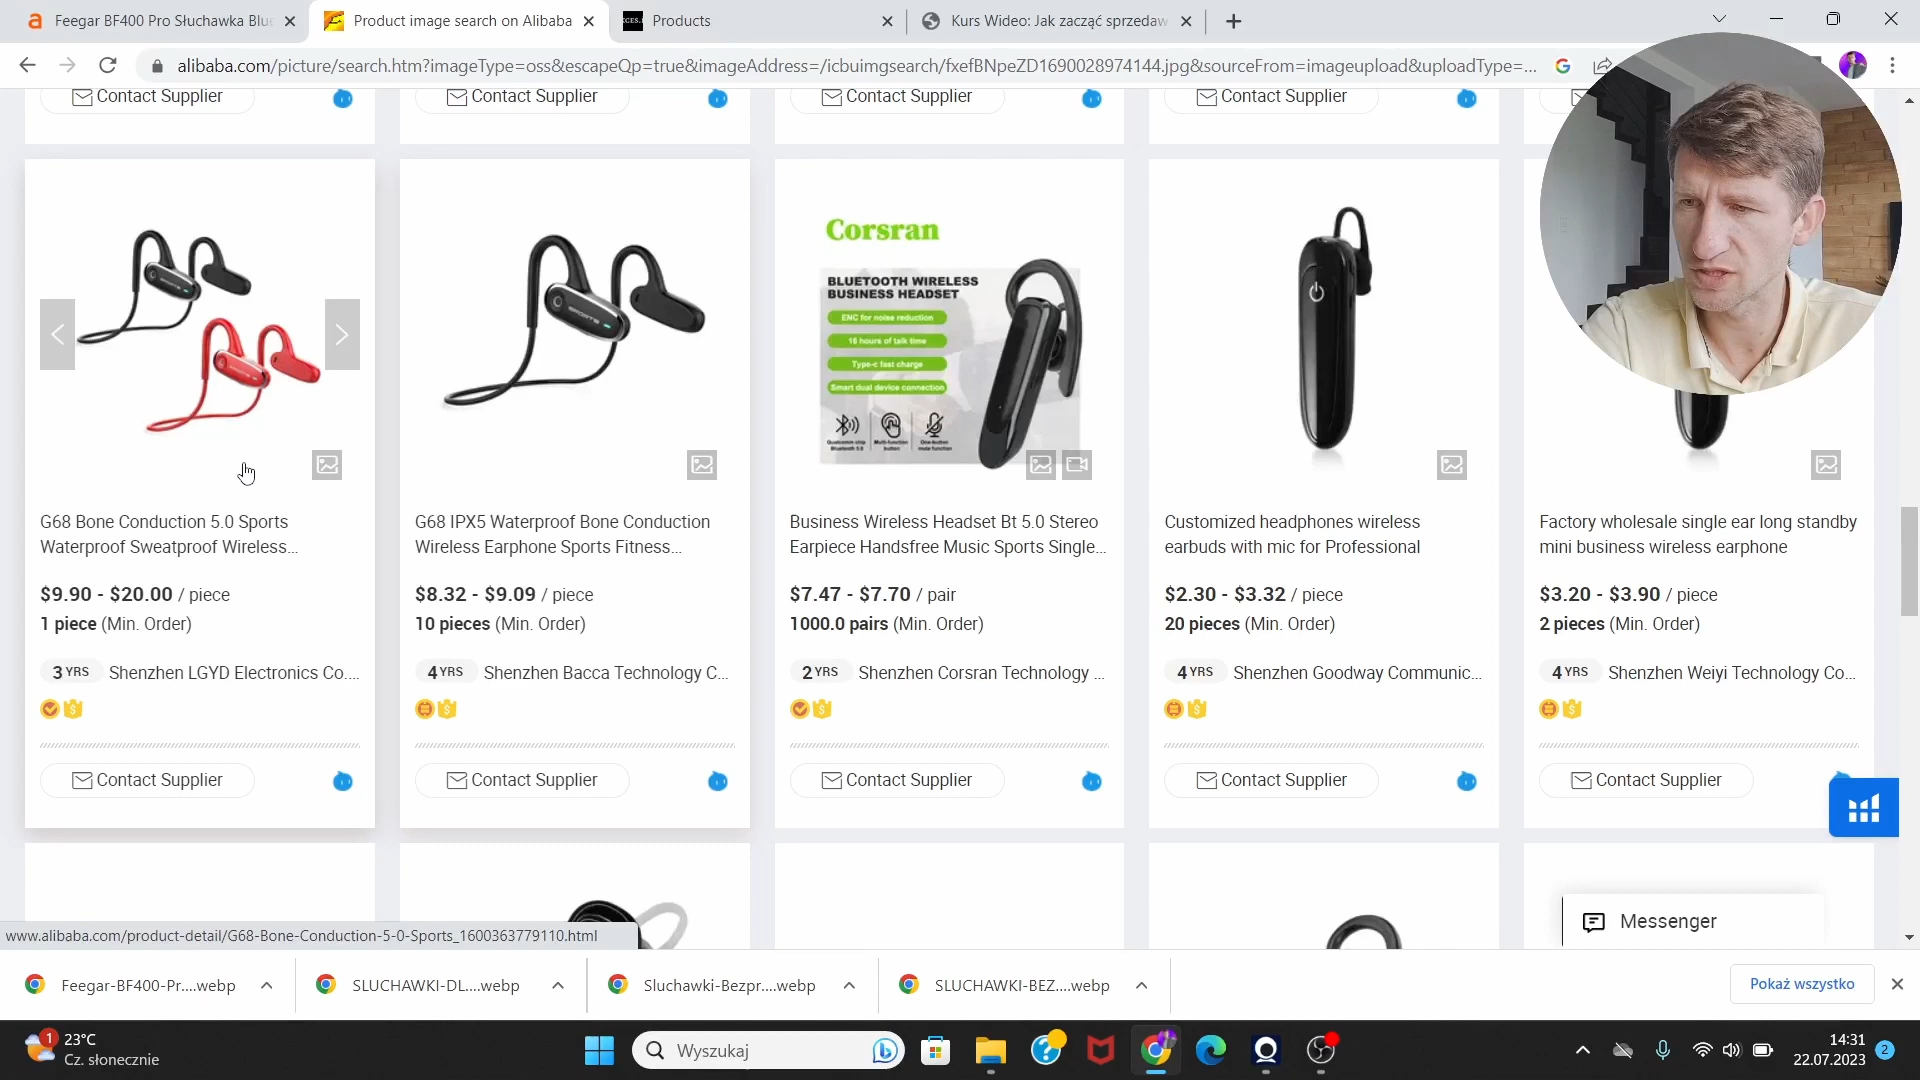 Feegar BF400 Pro Słuchawka Blu
Product image search on Alibaba
Products
Kurs Wideo: Jak zacząć sprzedaw
alibaba.com/picture/search.htm?imageType=oss&escapeQp=true&imageAddress=/icbuimgsearch/fxefBNpeZD1690028974144.jpg&sourceFrom=imageupload&uploadType=...
Contact Supplier
Contact Supplier
Contact Supplier
Contact Supplier
Corsran
BLUETOOTH WIRELESS
BUSINESS HEADSET
ENC for noise reduction
16 hours of talk time
Type-c fast charge
Smart dual device connection
G68 Bone Conduction 5.0 Sports
Waterproof Sweatproof Wireless...
$9.90 - $20.00 / piece
1 piece (Min. Order)
3 YRS Shenzhen LGYD Electronics Co....
Contact Supplier
G68 IPX5 Waterproof Bone Conduction
Wireless Earphone Sports Fitness...
$8.32 - $9.09 / piece
10 pieces (Min. Order)
4 YRS Shenzhen Bacca Technology C...
Contact Supplier
Business Wireless Headset Bt 5.0 Stereo
Earpiece Handsfree Music Sports Single...
$7.47 - $7.70 / pair
1000.0 pairs (Min. Order)
2 YRS Shenzhen Corsran Technology ...
Contact Supplier
Customized headphones wireless
earbuds with mic for Professional
$2.30 - $3.32 / piece
20 pieces (Min. Order)
4 YRS Shenzhen Goodway Communic...
Contact Supplier
Factory wholesale single ear long standby
mini business wireless earphone
$3.20 - $3.90 / piece
2 pieces (Min. Order)
4 YRS Shenzhen Weiyi Technology Co...
Contact Supplier
Messenger
www.alibaba.com/product-detail/G68-Bone-Conduction-5-0-Sports_1600363779110.html
Feegar-BF400-Pr....webp
SLUCHAWKI-DL....webp
Sluchawki-Bezpr....webp
SLUCHAWKI-BEZ....webp
Pokaż wszystko
1
23°C
Cz. słonecznie
Wyszukaj
14:31
22.07.2023
2